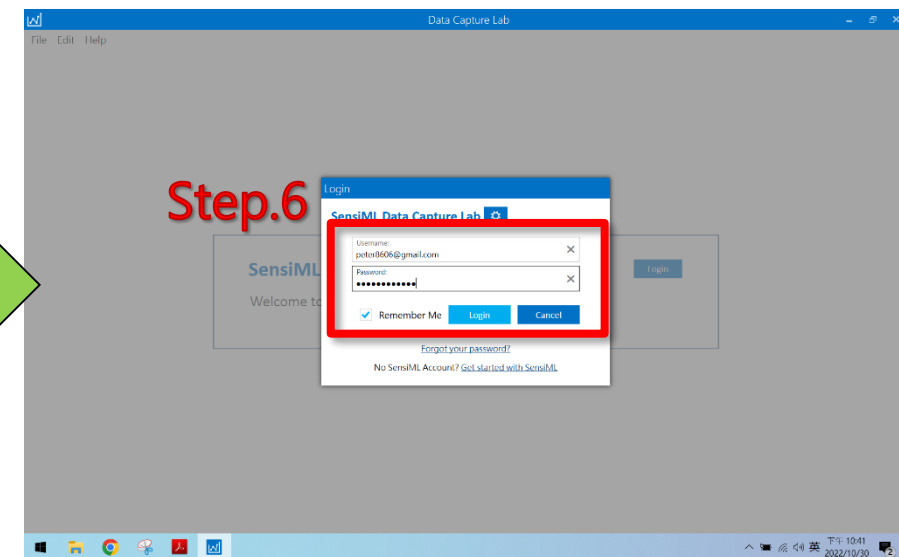 Data Capture Lab
File Edit Help
Step.6
Login
SensiML Data Capture Lab
Username:
peter8606@gmail.com
Password:
Remember Me Login Cancel
Forgot your password?
No SensiML Account? Get started with SensiML
SensiML
Welcome to
Login
英 下午 10:41
2022/10/30
2